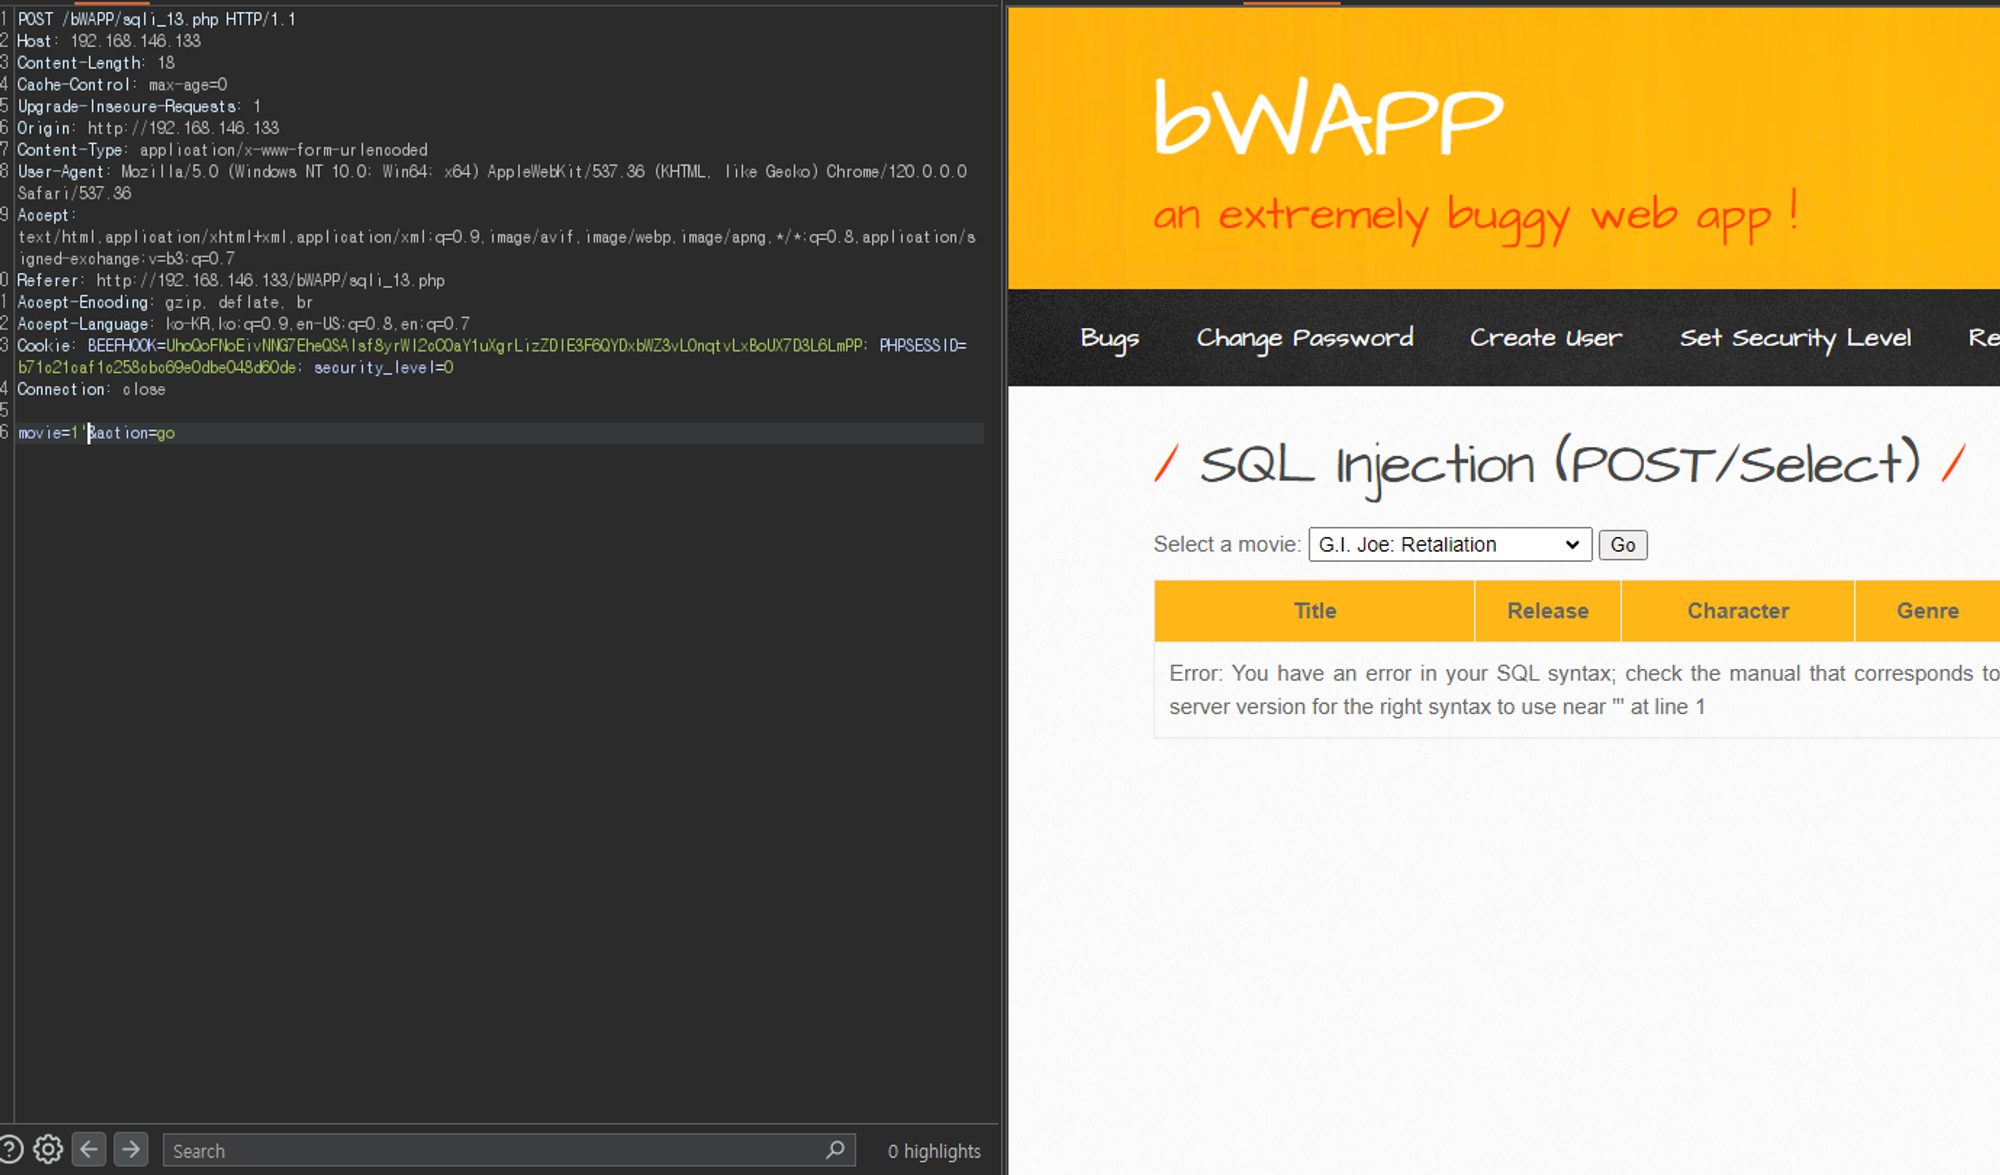 1 POST /bWAPP/sqli_13.php HTTP/1.1
2 Host: 192.168.146.133
3 Content-Length: 18
4 Cache-Control: max-age=0
5 Upgrade-Insecure-Requests: 1
6 Origin: http://192.168.146.133
7 Content-Type: application/x-www-form-urlencoded
8 User-Agent: Mozilla/5.0 (Windows NT 10.0; Win64; x64) AppleWebKit/537.36 (KHTML, like Gecko) Chrome/120.0.0.0
Safari/537.36
9 Accept:
text/html,application/xhtml+xml,application/xml;q=0.9,image/avif,image/webp,image/apng,*/*;q=0.8,application/s
igned-exchange;v=b3;q=0.7
0 Referer: http://192.168.146.133/bWAPP/sqli_13.php
1 Accept-Encoding: gzip, deflate, br
2 Accept-Language: ko-KR,ko;q=0.9,en-US;q=0.8,en;q=0.7
3 Cookie: BEEFHOOK= PHPSESSID=
security_level=0
4 Connection: close
5
6 movie=1'&action=go
? Search 0 highlights
bWAPP
an extremely buggy web app !
Bugs Change Password Create User Set Security Level Re
/ SQL Injection (POST/Select) /
Select a movie: G.I. Joe: Retaliation Go
Title Release Character Genre
Error: You have an error in your SQL syntax; check the manual that corresponds to
server version for the right syntax to use near ''' at line 1